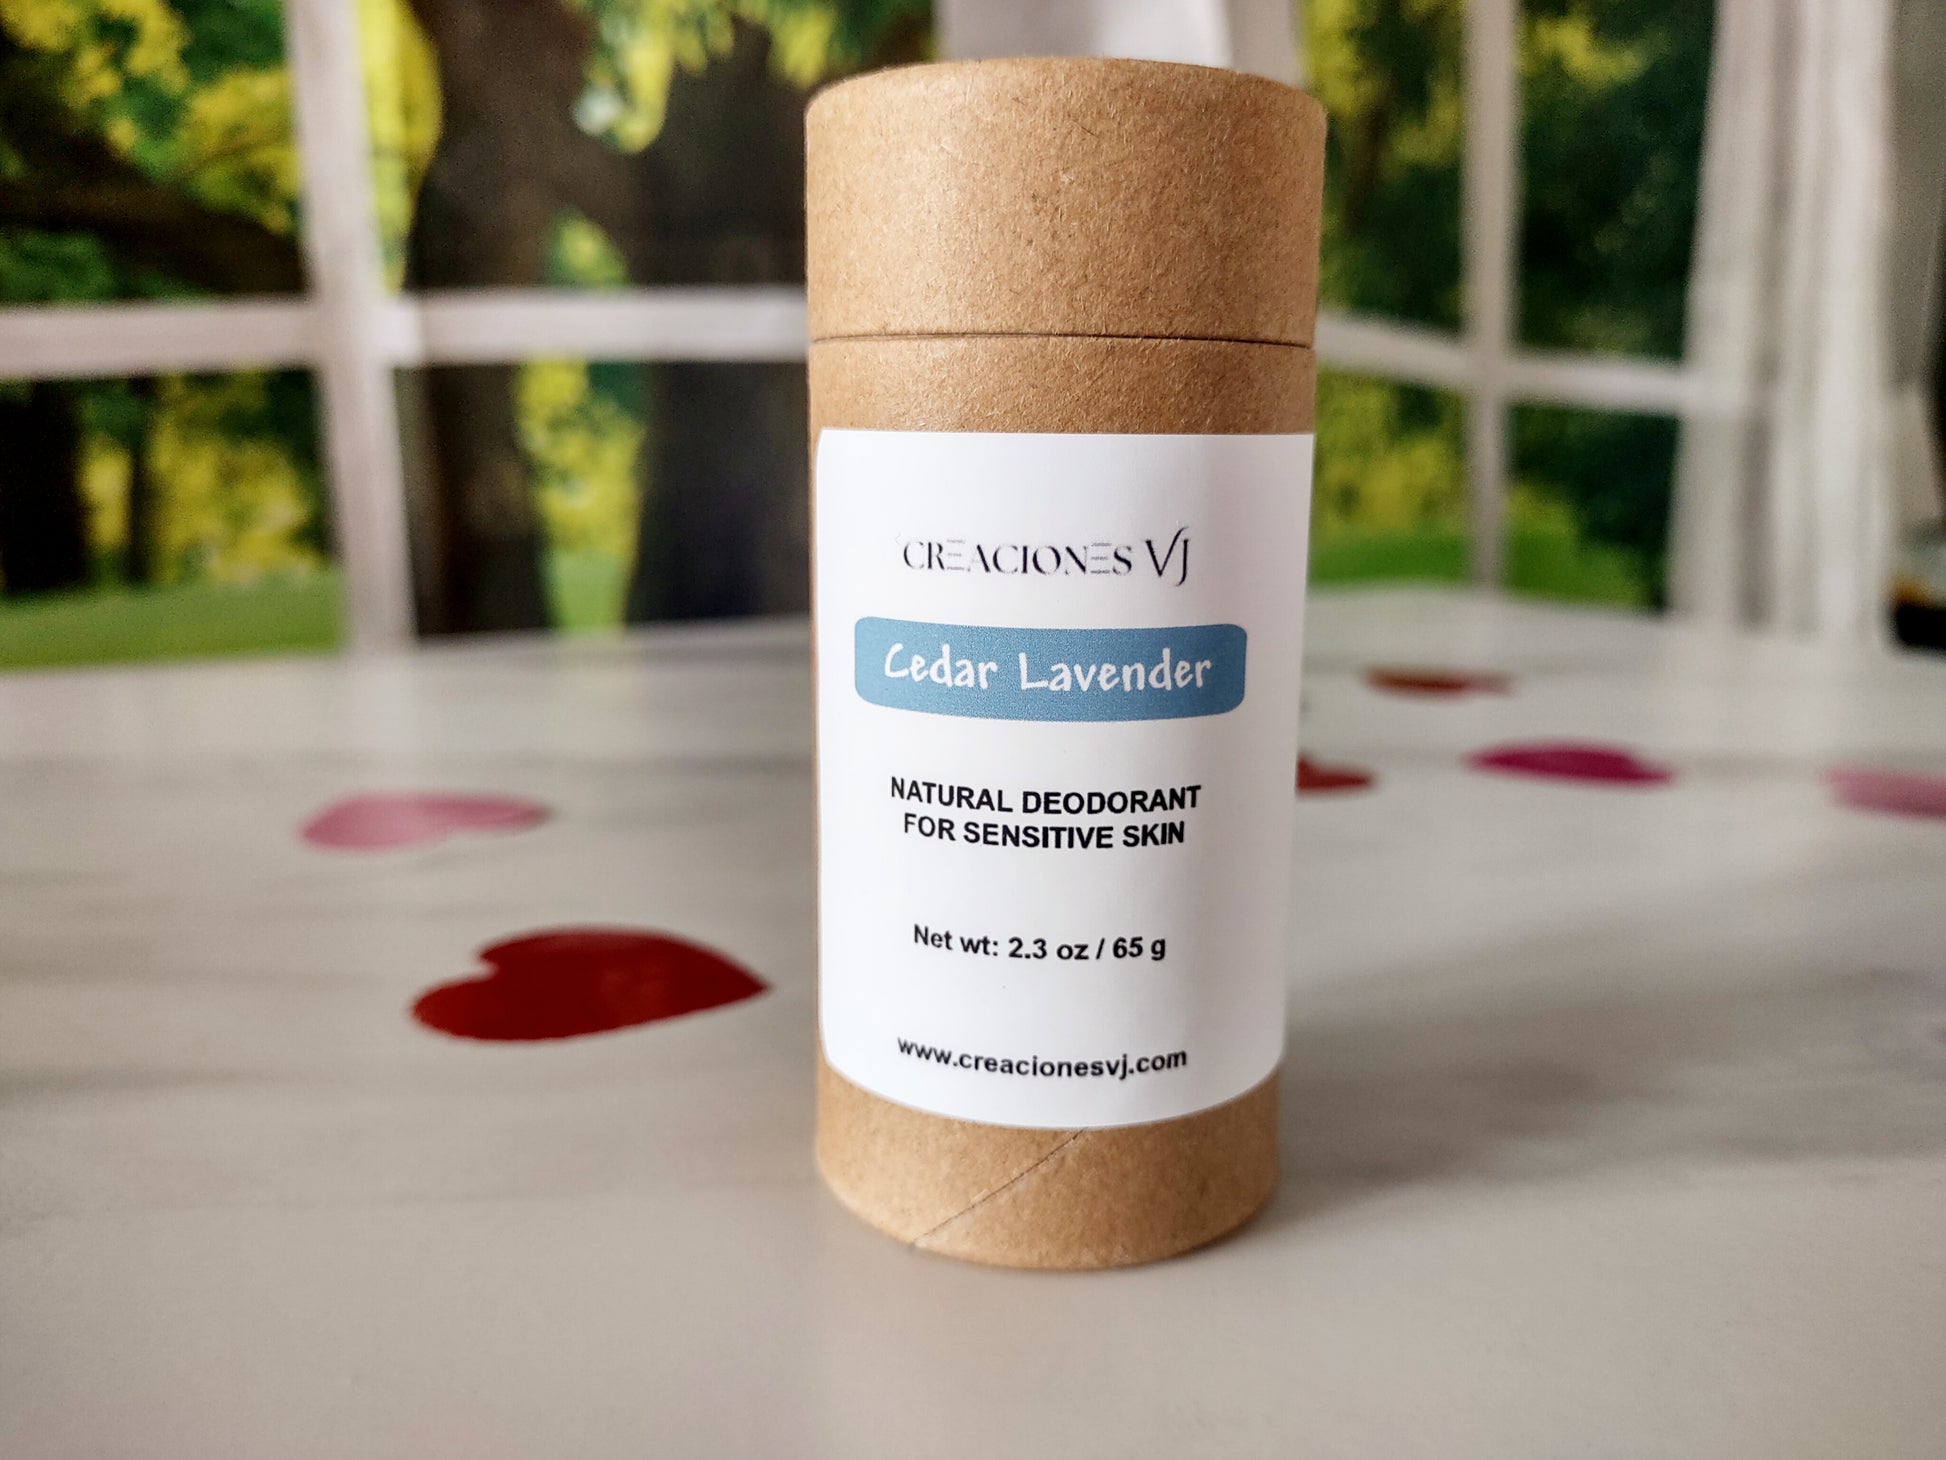 CREACIONES VJ
Cedar Lavender
NATURAL DEODORANT
FOR SENSITIVE SKIN
Net wt: 2.3 oz / 65 g
www.creacionesvj.com